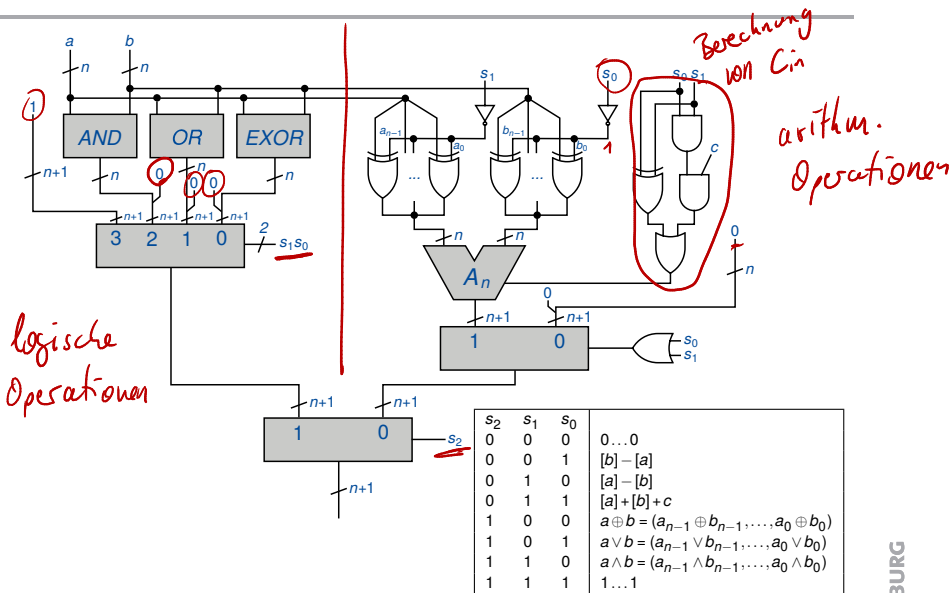 a b
n n
s1 s0
Berechnung
von Cin
s0 s1
1
AND OR EXOR
an−1 a0 bn−1 b0
1
c
arithm.
Operationen
n+1 n 0 n 0 0 n
... ...
n+1 n+1 n+1 n+1
3 2 1 0
2 s1s0
n n
An
0
n
0
n+1 n+1
1 0
s0
s1
logische
Operationen
n+1 n+1
1 0
s2
n+1
s2 s1 s0
0 0 0 0...0
0 0 1 [b]−[a]
0 1 0 [a]−[b]
0 1 1 [a]+[b]+c
1 0 0 a⊕b = (an−1⊕bn−1,...,a0⊕b0)
1 0 1 a∨b = (an−1∨bn−1,...,a0∨b0)
1 1 0 a∧b = (an−1∧bn−1,...,a0∧b0)
1 1 1 1...1
BURG